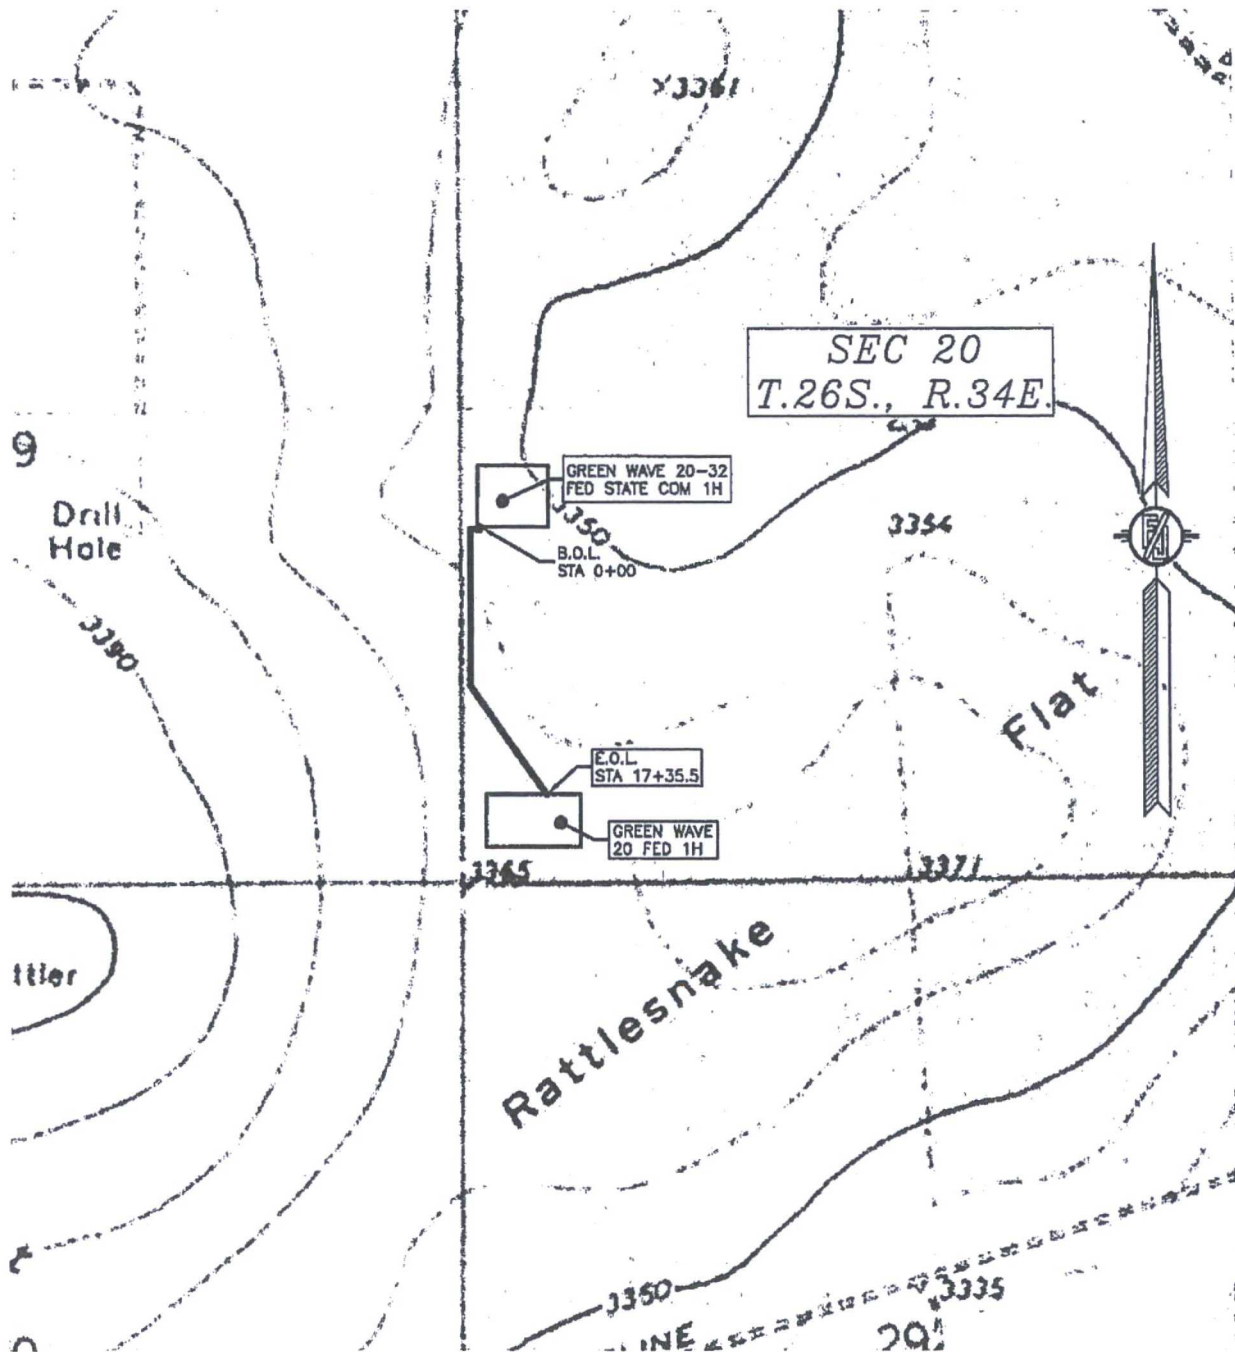 3361
SEC 20
T.26S., R.34E.
9
Drill
Hole
GREEN WAVE 20-32
FED STATE COM 1H
3350
3354
B.O.L.
STA 0+00
3390
Flat
E.O.L.
STA 17+35.5
GREEN WAVE
20 FED 1H
3365
3371
ttler
Rattlesnake
3350
3335
LINE
29